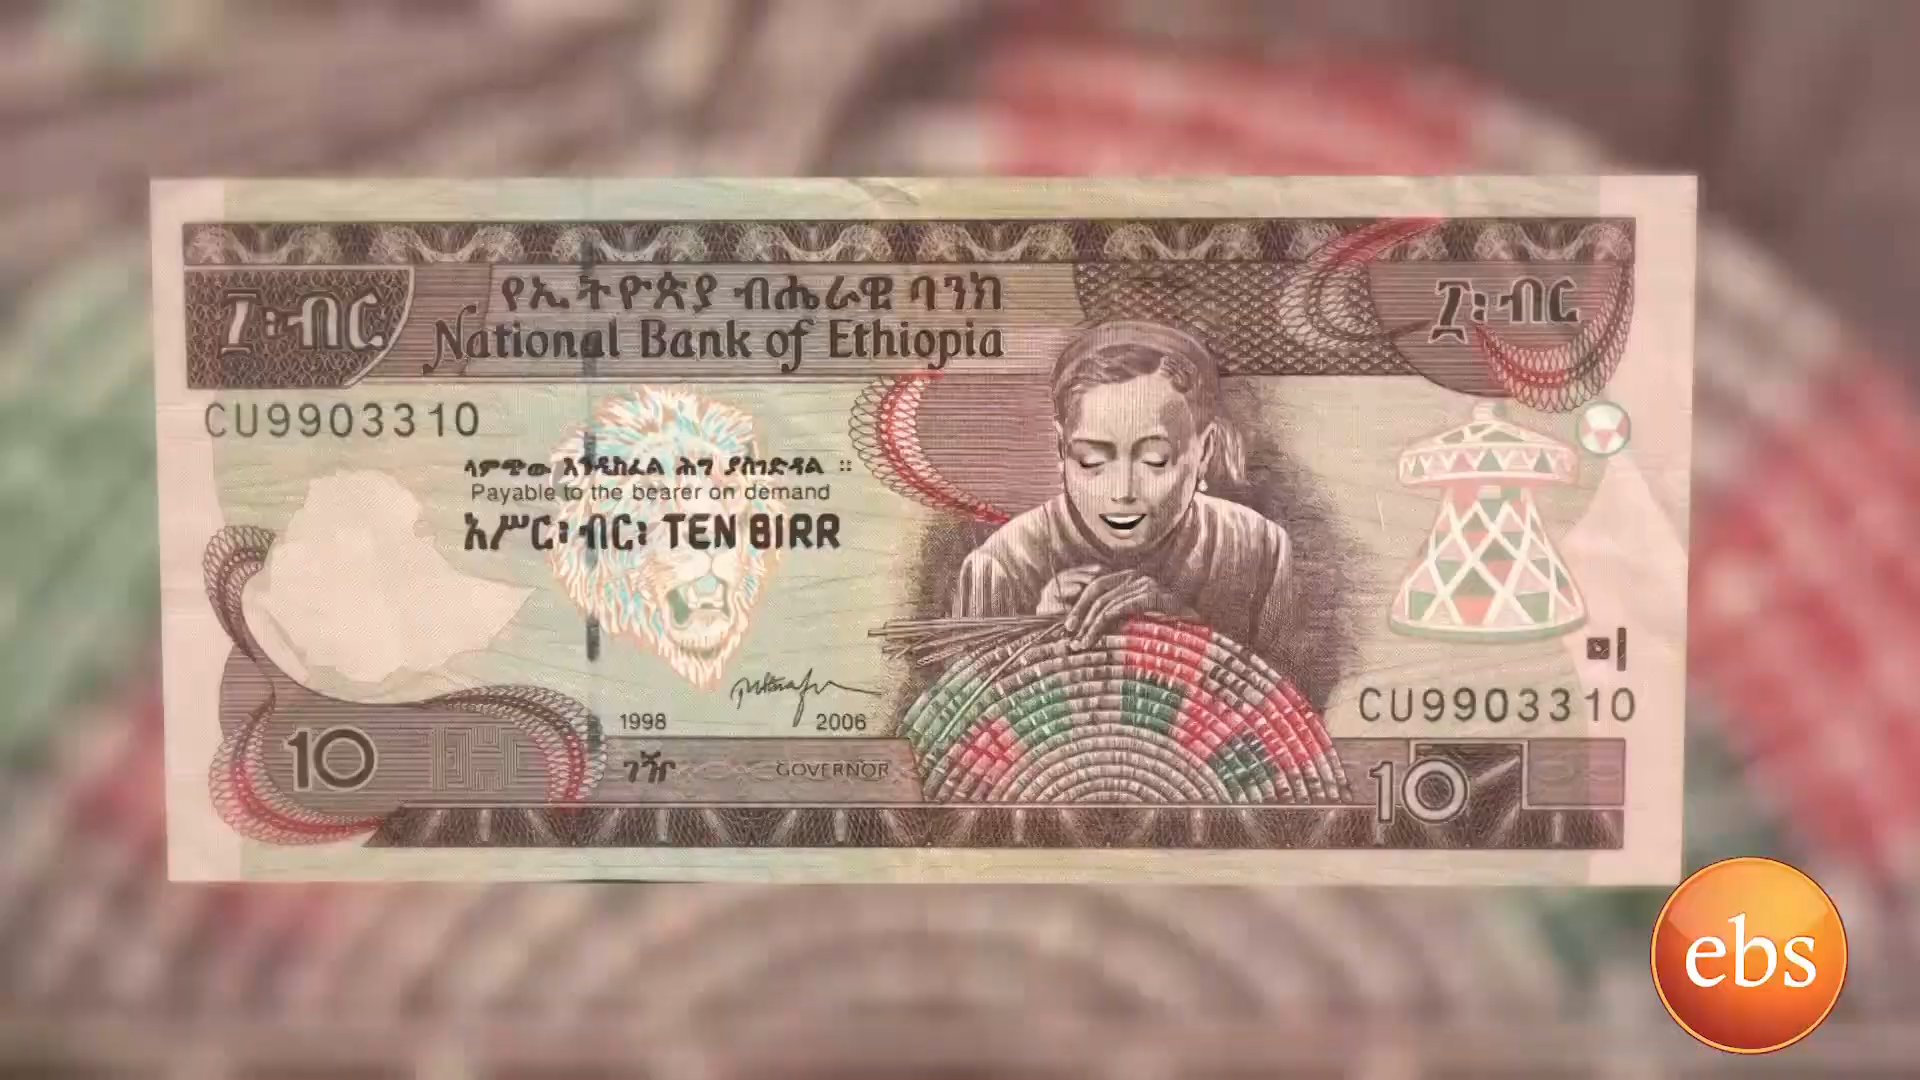 ፲፡ብር
የኢትዮጵያ ብሔራዊ ባንክ
National Bank of Ethiopia
፲፡ ብር
CU9903310
ላምጭው እንዲከፈል ሕግ ያስገድዳል ።
Payable to the bearer on demand
አሥር፡ ብር፡ TEN BIRR
CU9903310
1998 2006
ገዥ GOVERNOR
10
10
ebs